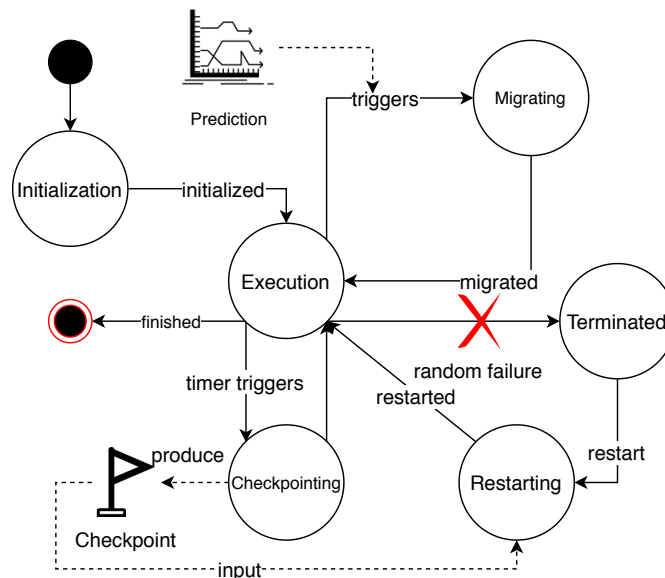 triggers
Migrating
Prediction
Initialization
initialized
Execution
migrated
finished
Terminated
random failure
timer triggers
restarted
produce
restart
Checkpointing
Restarting
Checkpoint
input